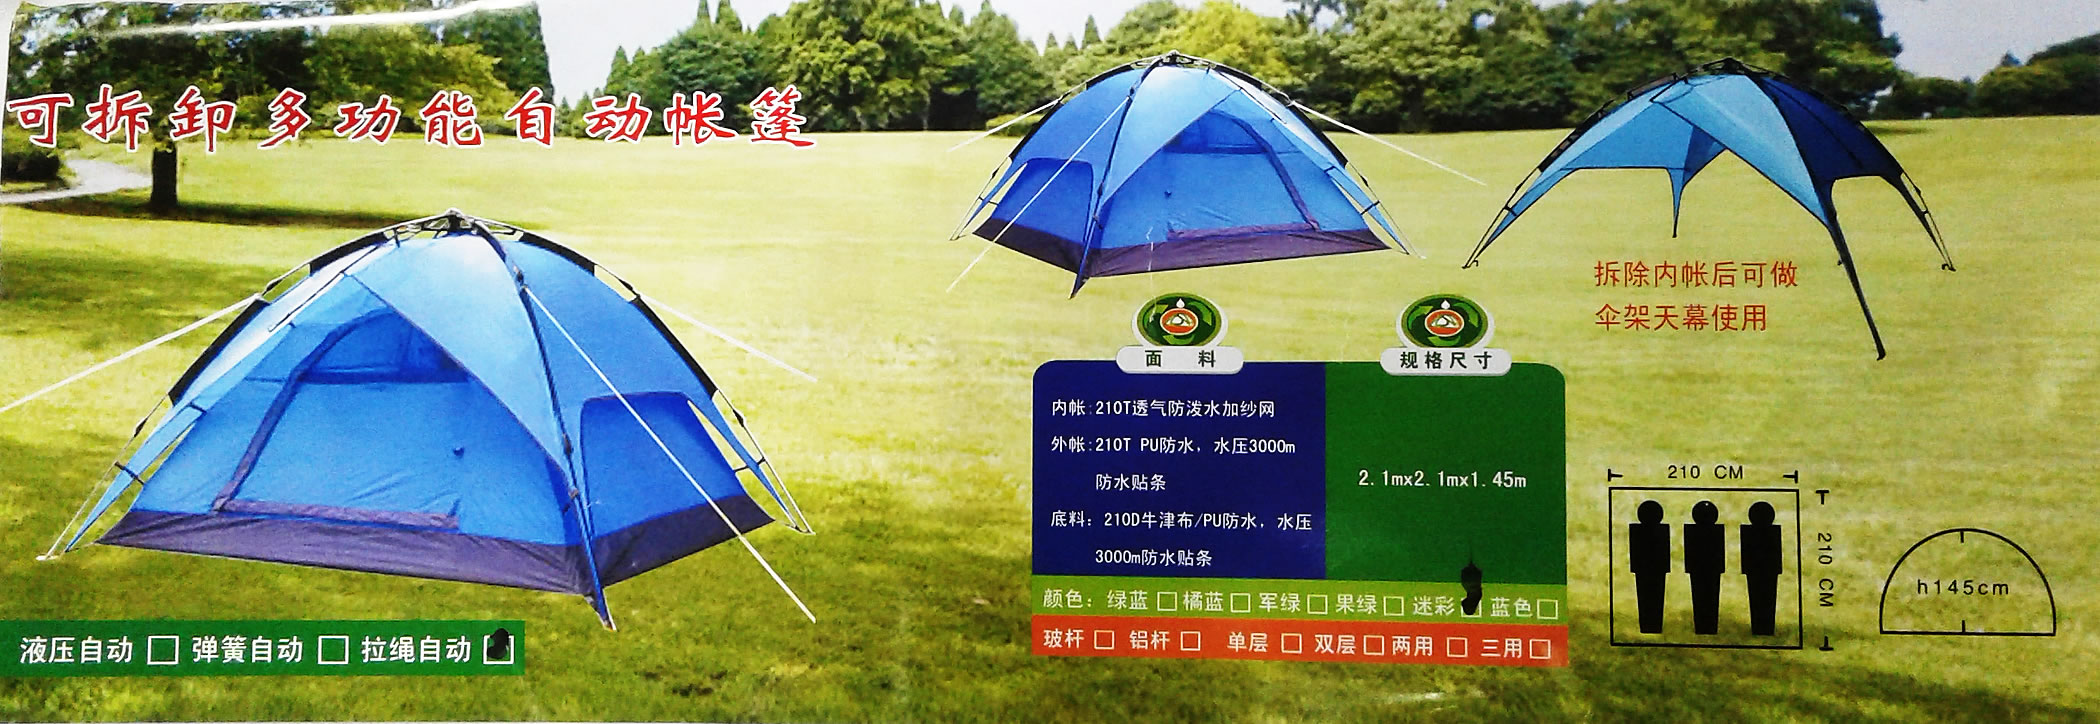 可拆卸多功能自动帐篷
拆除内帐后可做
伞架天幕使用
面 料
规格尺寸
内帐:210T透气防泼水加纱网
外帐:210T PU防水，水压3000m
防水贴条
底料：210D牛津布/PU防水，水压
3000m防水贴条
2.1mx2.1mx1.45m
颜色：绿蓝 橘蓝 军绿 果绿 迷彩 蓝色
玻杆 铝杆 单层 双层 两用 三用
210 CM
210 CM
h145cm
液压自动 弹簧自动 拉绳自动